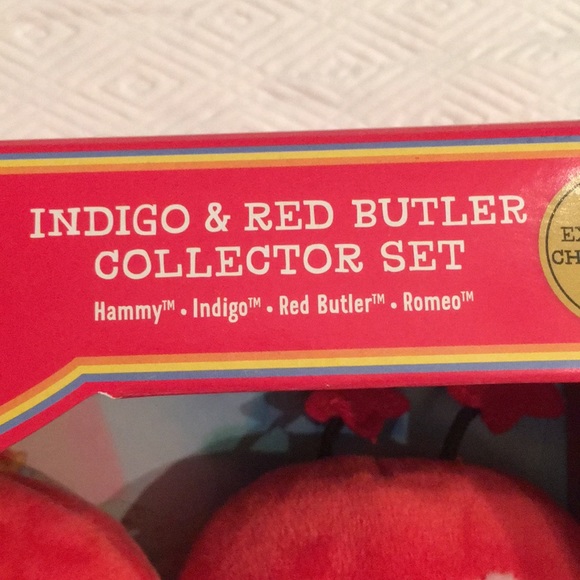 INDIGO & RED BUTLER
COLLECTOR SET
Hammy™ • Indigo™ • Red Butler™ • Romeo™